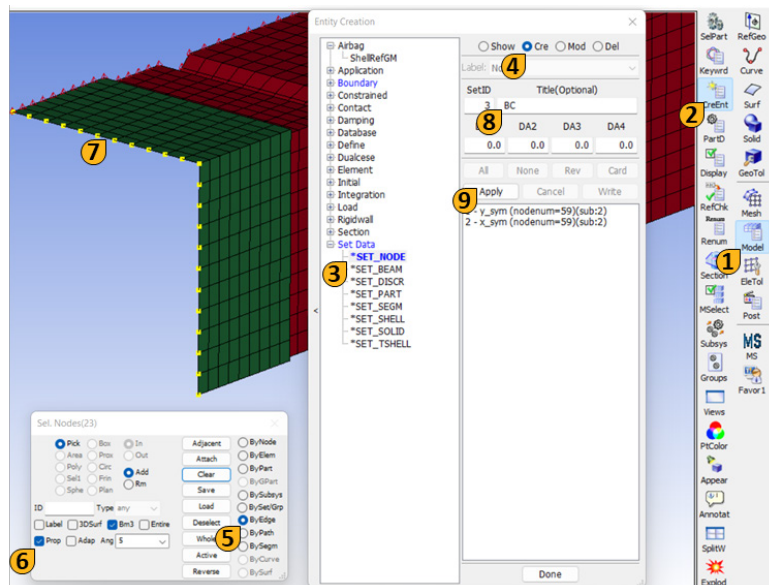 Entity Creation
Airbag
ShellRefGM
Application
Boundary
Constrained
Contact
Damping
Database
Define
Dualcese
Element
Initial
Integration
Load
Rigidwall
Section
Set Data
*SET_NODE
*SET_BEAM
*SET_DISCR
*SET_PART
*SET_SEGM
*SET_SHELL
*SET_SOLID
*SET_TSHELL
3
<
Show Cre Mod Del
Label:
4
SetID Title(Optional)
3 BC
8 DA2 DA3 DA4
0.0 0.0 0.0 0.0
All None Rev Card
9 Apply Cancel Write
- y_sym (nodenum=59)(sub:2)
2 - x_sym (nodenum=59)(sub:2)
Done
7
Sel. Nodes(23)
Pick Box In
Area Prox Out
Poly Circ
Sel1 Frin
Sphe Plan
Add
Rm
ID Type any
Label 3DSurf Bm3 Entire
Prop Adap Ang 5
6
Adjacent
Attach
Clear
Save
Load
Deselect
Whole
Active
Reverse
5
ByNode
ByElem
ByPart
ByGPart
BySubsys
BySet/Grp
ByEdge
ByPath
BySegm
ByCurve
BySurf
SelPart RefGeo
Keywrd Curve
2 CreEnt Surf
PartD Solid
Display GeoTol
RefChk Mesh
Renum
Renum Model
1
Section EleTol
MSelect Post
Subsys MS
MS
Groups Favor1
Views
PtColor
Appear
Annotat
SplitW
Explod